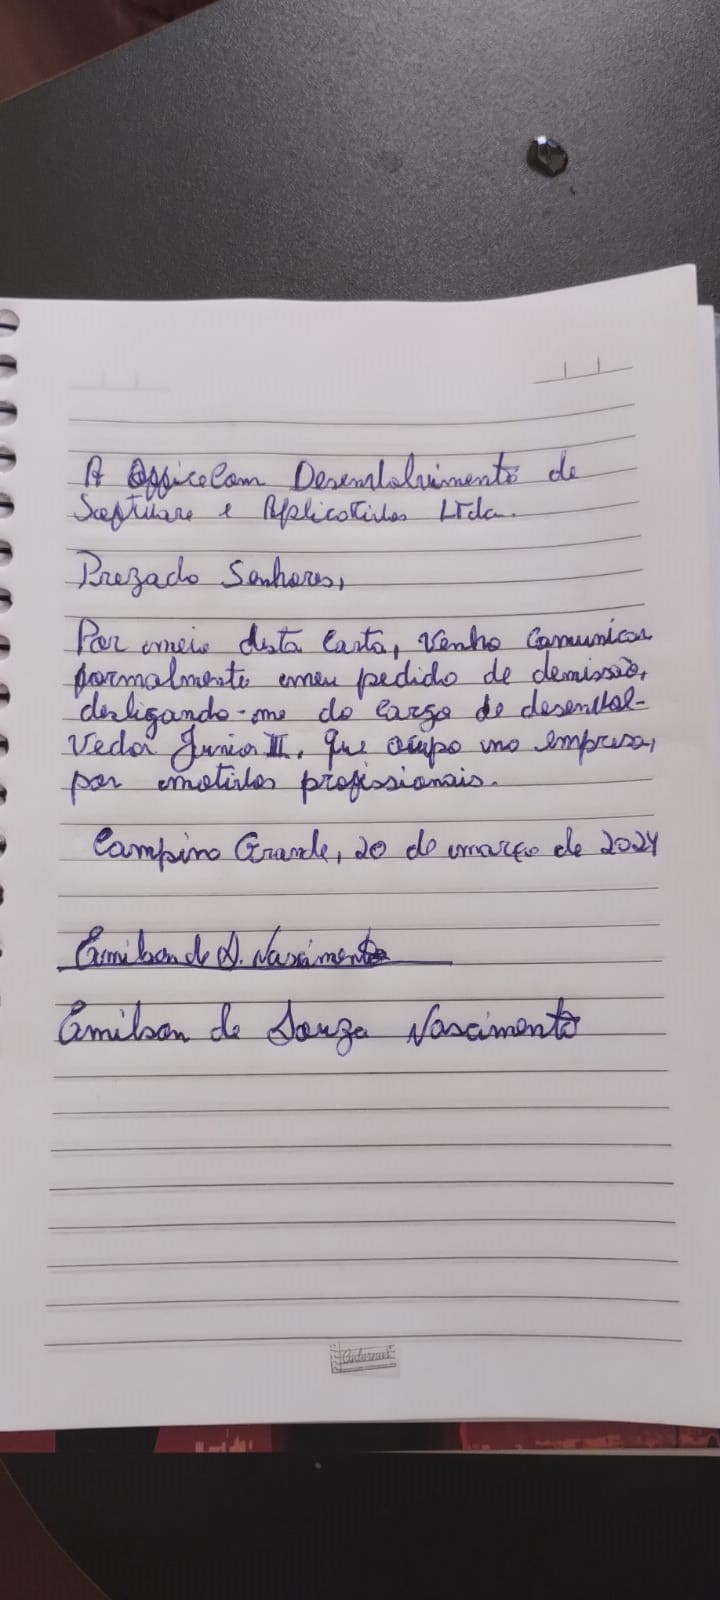 A OfficeCom Desenvolvimento de
Software e Aplicativos LTda.
Prezado Senhores,
Por meio desta carta, venho comunicar
formalmente meu pedido de demissão,
desligando-me do cargo de desenvol-
vedor Junior II, que ocupo na empresa,
por motivos profissionais.
Campina Grande, 20 de março de 2024
Emilson de S. Nascimento
Emilson de Souza Nascimento